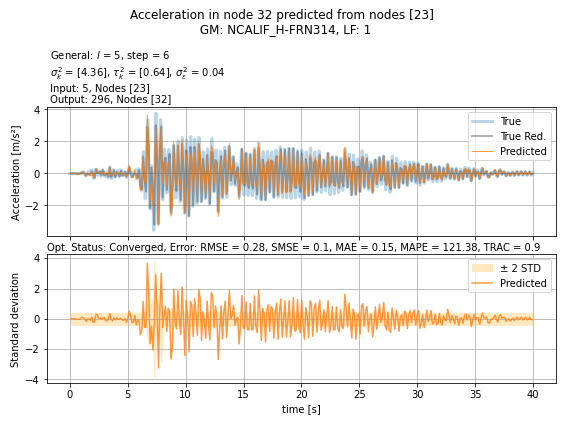 Acceleration in node 32 predicted from nodes [23]
GM: NCALIF_H-FRN314, LF: 1
General: l = 5, step = 6
σ²ₖ = [4.36], τ²ₖ = [0.64], σ²ε = 0.04
Input: 5, Nodes [23]
Output: 296, Nodes [32]
4
2
0
−2
Acceleration [m/s²]
True
True Red.
Predicted
Opt. Status: Converged, Error: RMSE = 0.28, SMSE = 0.1, MAE = 0.15, MAPE = 121.38, TRAC = 0.9
4
2
0
−2
−4
Standard deviation
± 2 STD
Predicted
0 5 10 15 20 25 30 35 40
time [s]